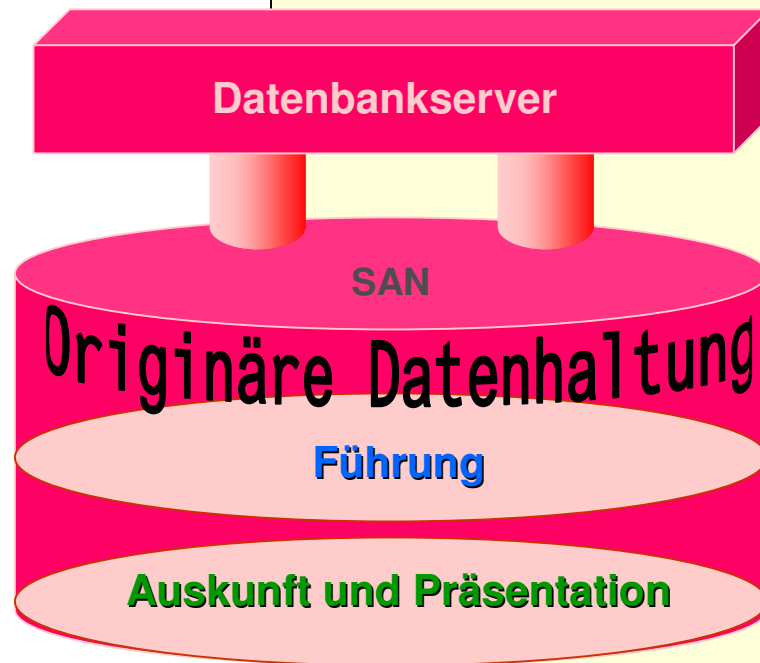 Datenbankserver
SAN
Originäre Datenhaltung
Führung
Auskunft und Präsentation